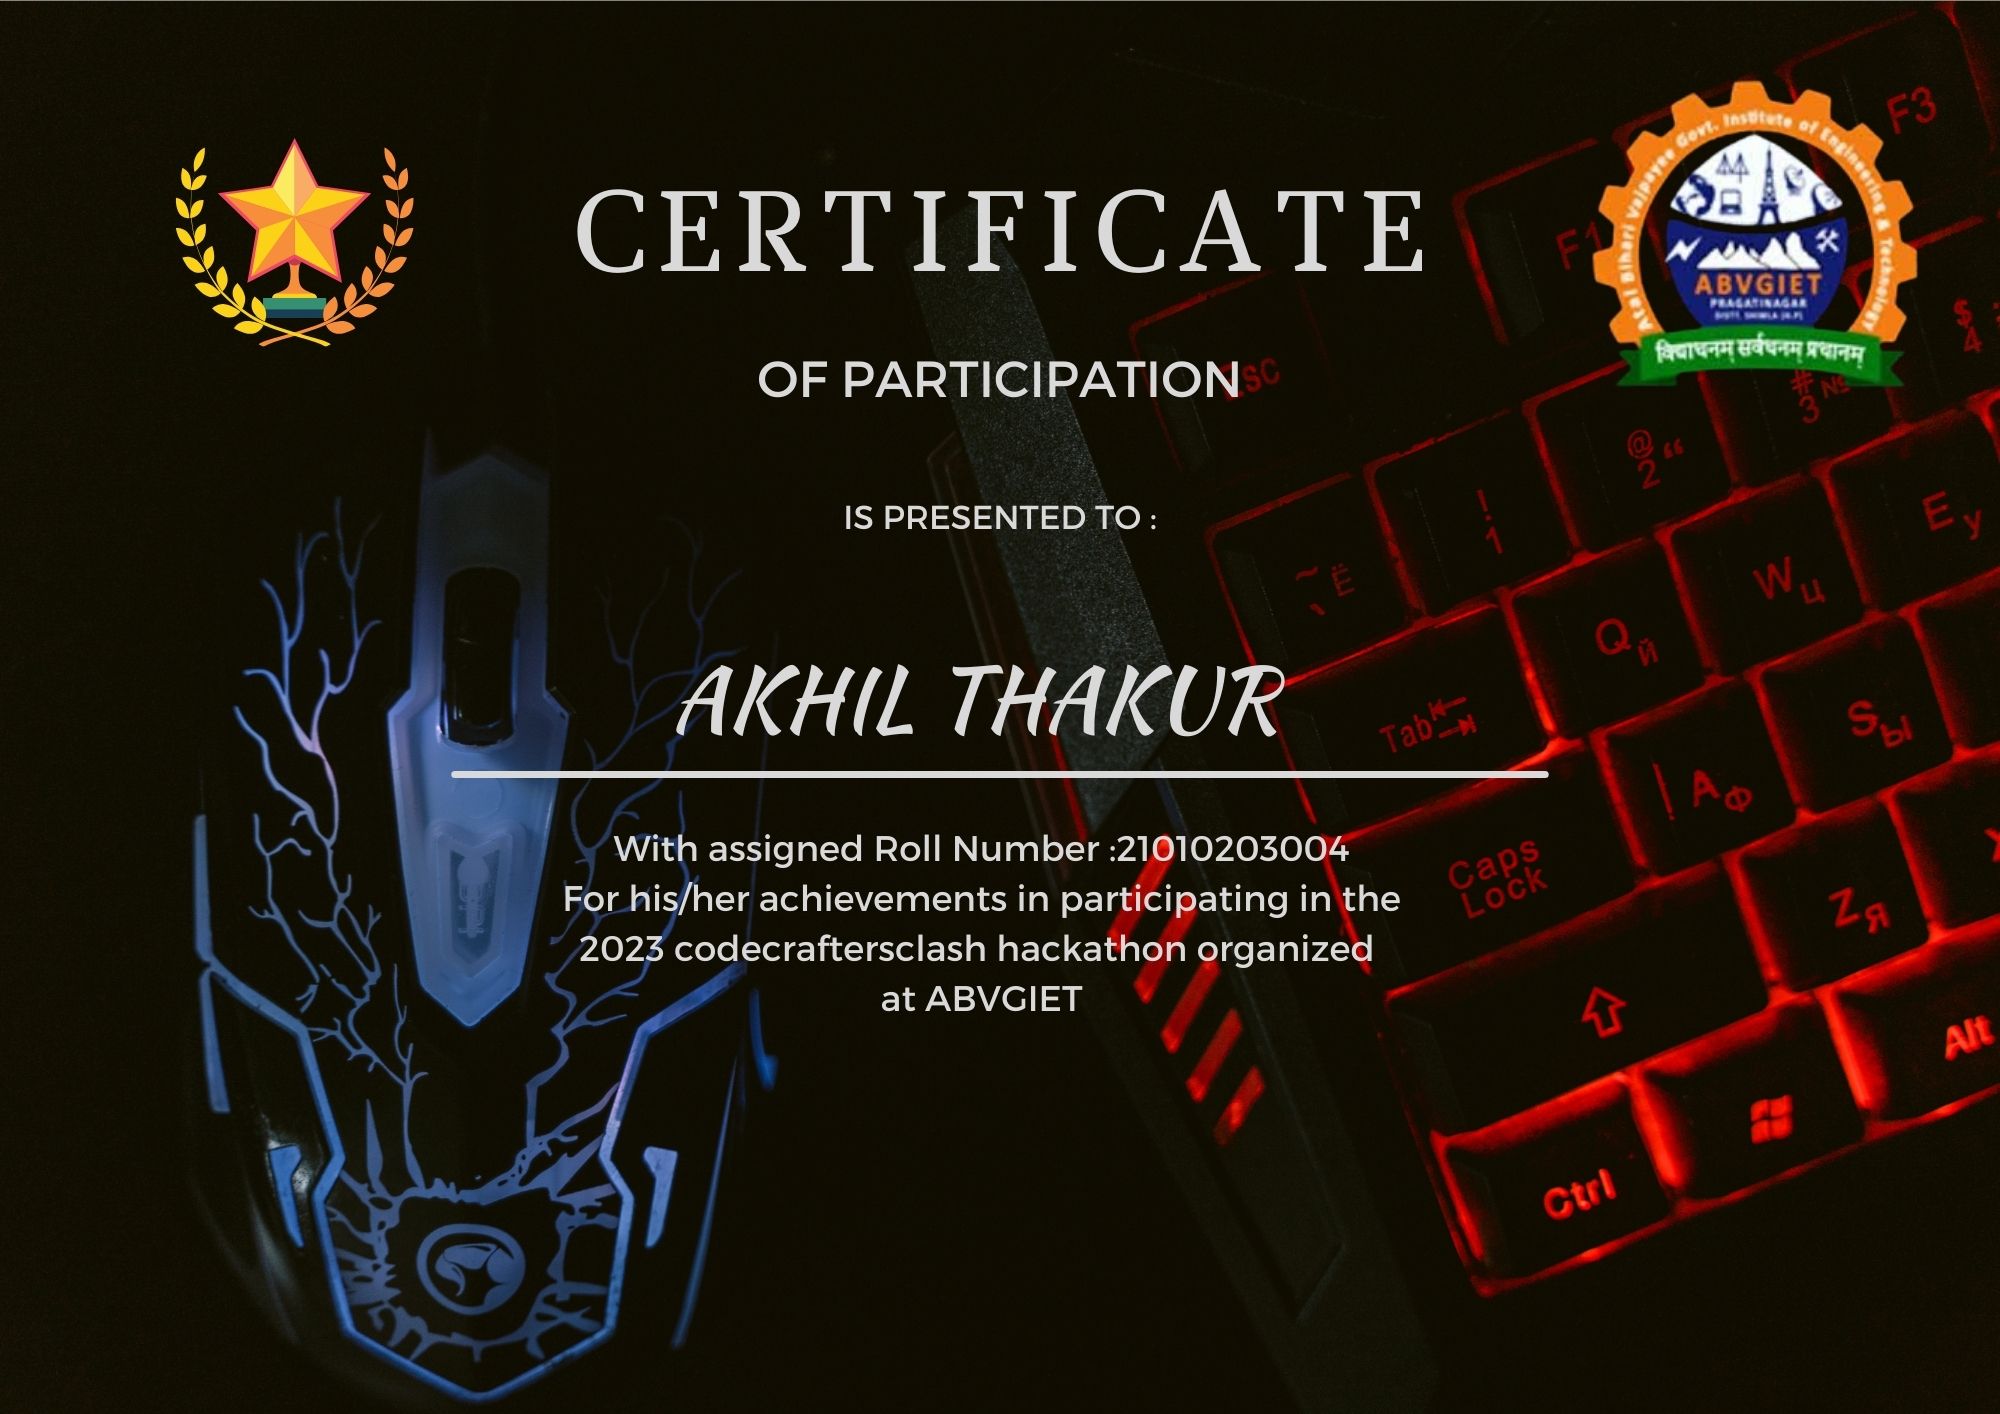 CERTIFICATE
OF PARTICIPATION
IS PRESENTED TO :
AKHIL THAKUR
With assigned Roll Number :21010203004
For his/her achievements in participating in the
2023 codecraftersclash hackathon organized
at ABVGIET
Atal Bihari Vajpayee Govt. Institute of Engineering & Technology
ABVGIET
PRAGATINAGAR
DISTT. SHIMLA (H.P)
विद्याधनम् सर्वधनम् प्रधानम्
F1
F3
Esc
$
4
# №
3
@ “
2
!
1
~ Ё
E У
W Ц
Q Й
Tab
S Ы
A Ф
Caps
Lock
Z Я
Alt
Ctrl